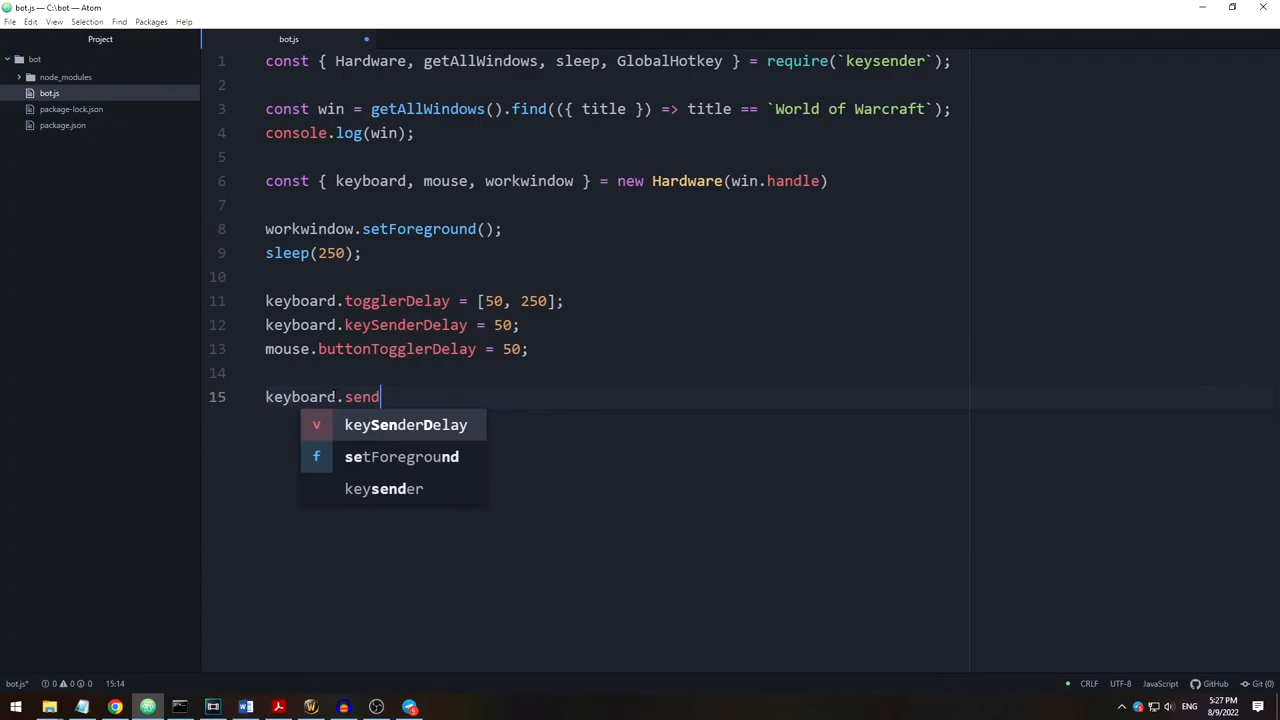 bot.js — C:\bot — Atom
File Edit View Selection Find Packages Help
Project
bot.js
bot
node_modules
bot.js
package-lock.json
package.json
1 const { Hardware, getAllWindows, sleep, GlobalHotkey } = require(`keysender`);
2
3 const win = getAllWindows().find(({ title }) => title == `World of Warcraft`);
4 console.log(win);
5
6 const { keyboard, mouse, workwindow } = new Hardware(win.handle)
7
8 workwindow.setForeground();
9 sleep(250);
10
11 keyboard.togglerDelay = [50, 250];
12 keyboard.keySenderDelay = 50;
13 mouse.buttonTogglerDelay = 50;
14
15 keyboard.send
v keySenderDelay
f setForeground
keysender
bot.js* 0 0 0 15:14 CRLF UTF-8 JavaScript GitHub Git (0)
ENG 5:27 PM
8/9/2022